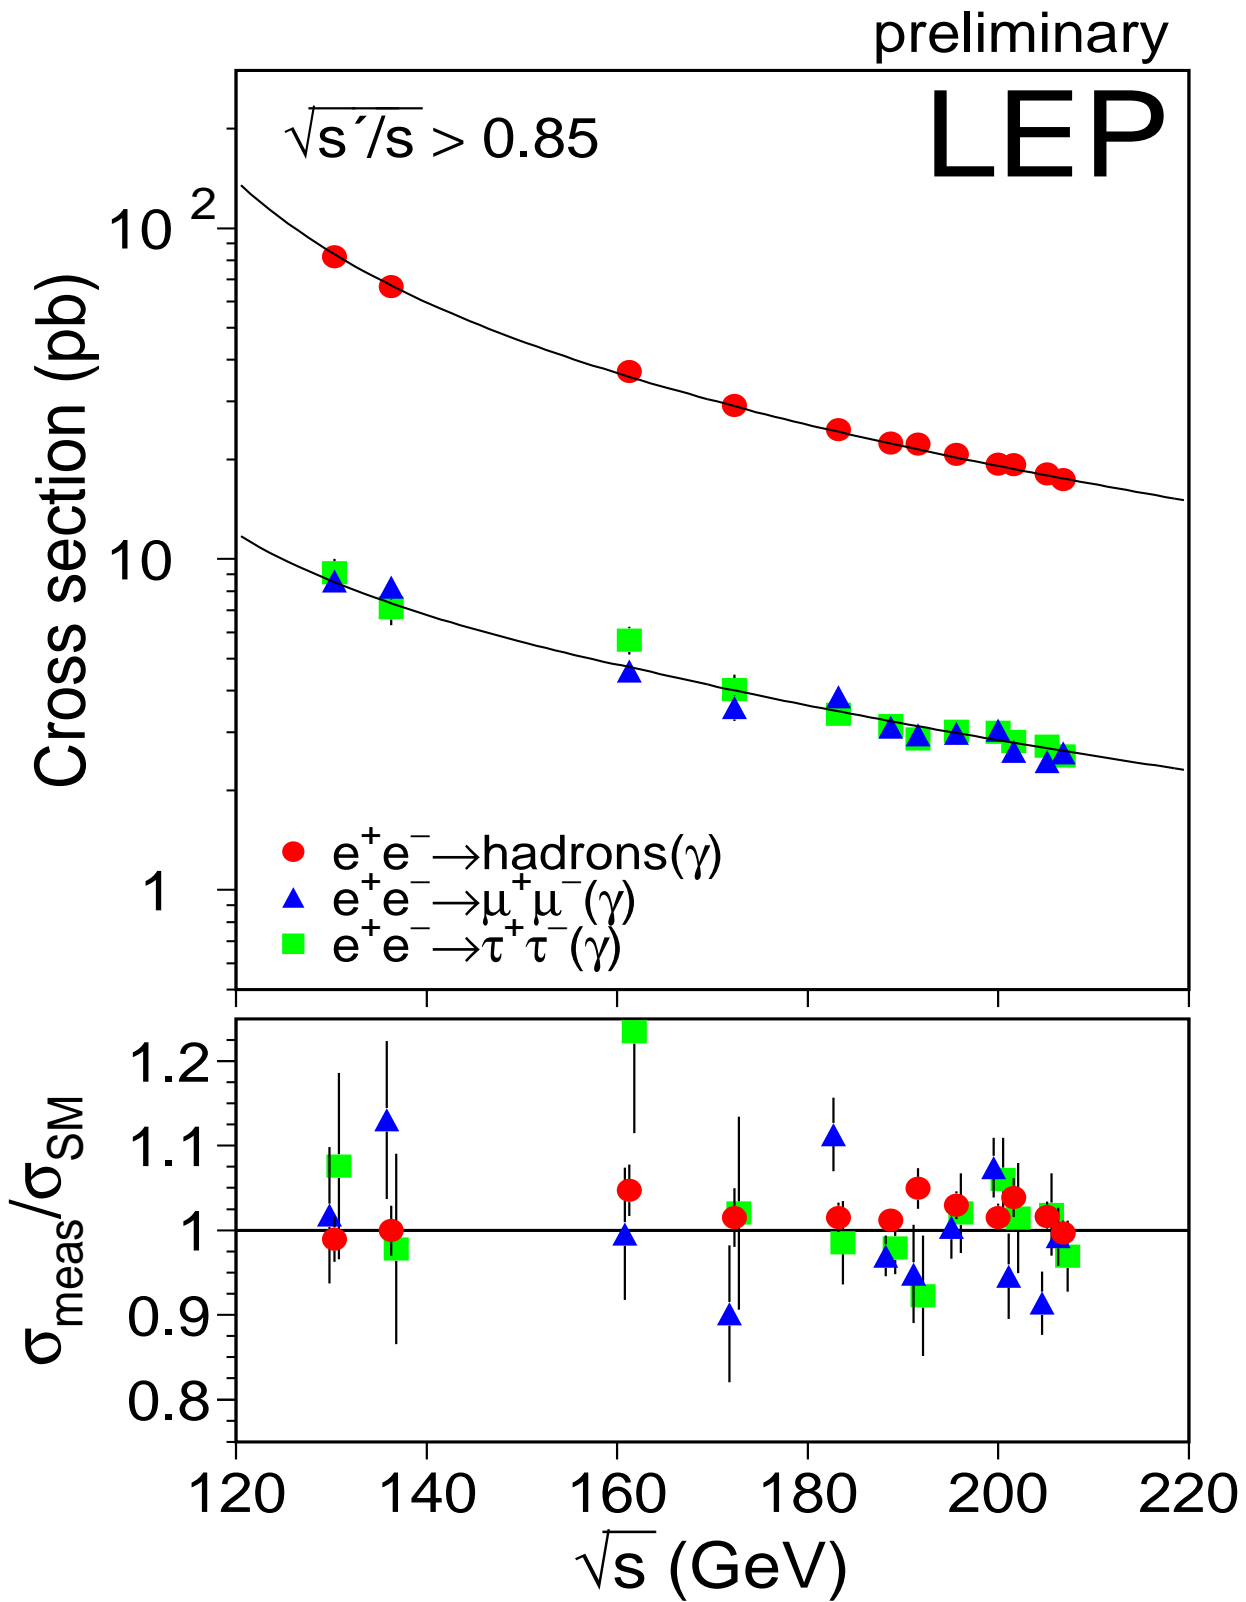 preliminary
√s´/s > 0.85
LEP
Cross section (pb)
10²
10
1
e⁺e⁻→hadrons(γ)
e⁺e⁻→μ⁺μ⁻(γ)
e⁺e⁻→τ⁺τ⁻(γ)
σmeas/σSM
1.2
1.1
1
0.9
0.8
120 140 160 180 200 220
√s (GeV)